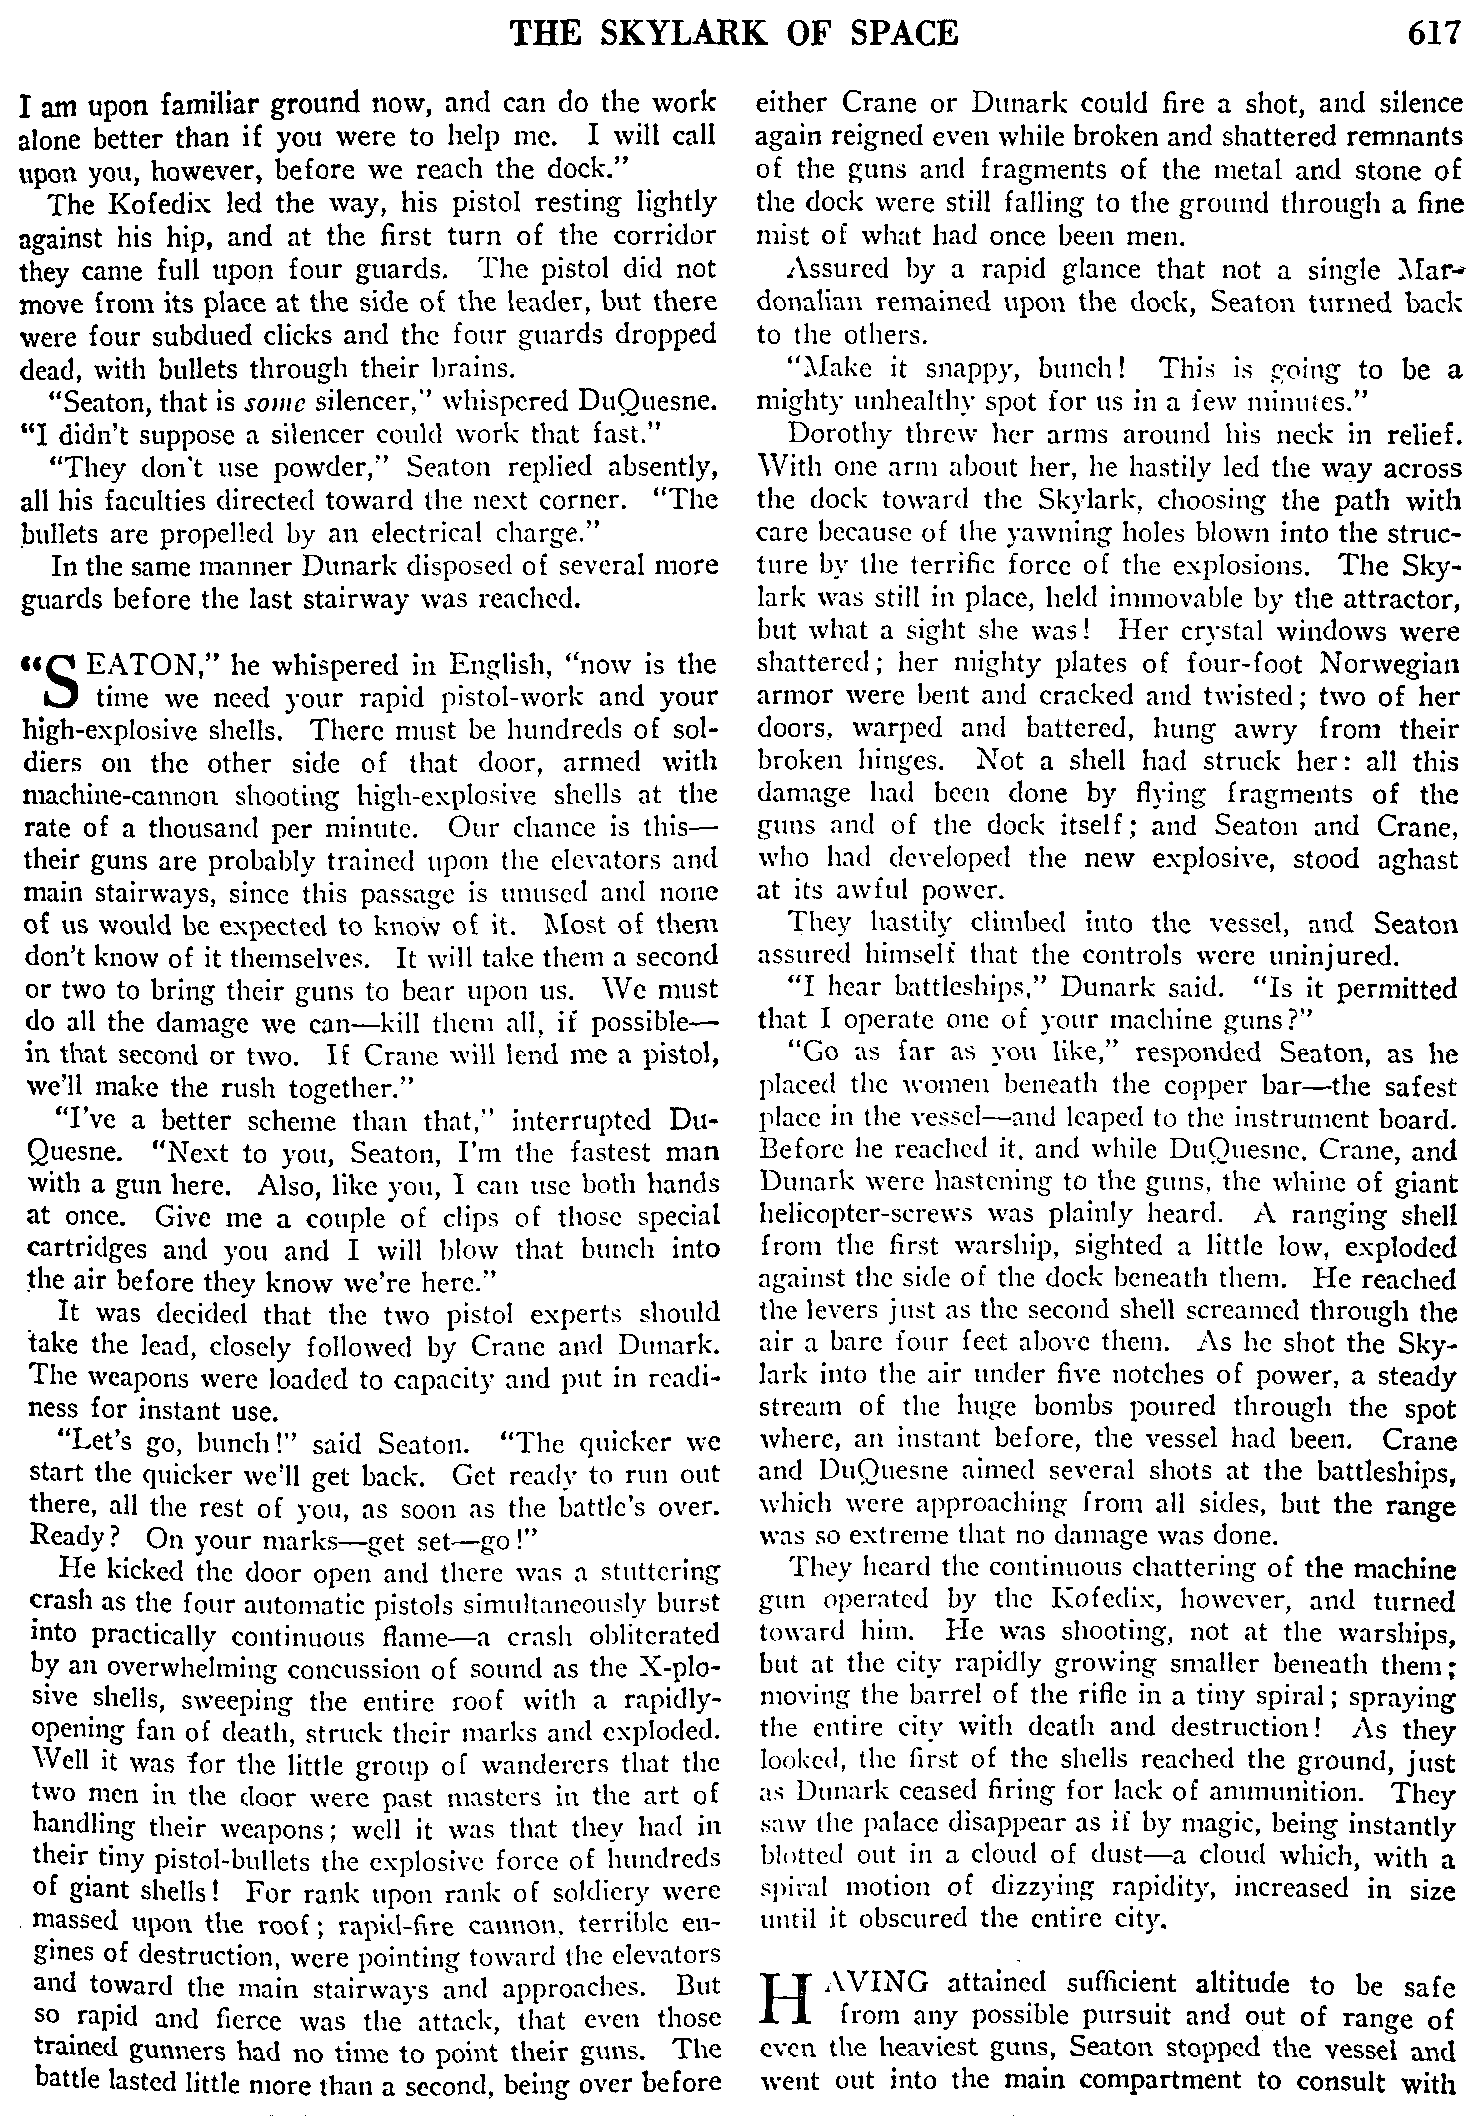 THE SKYLARK OF SPACE 617
I am upon familiar ground now, and can do the work
alone better than if you were to help me. I will call
upon you, however, before we reach the dock."
The Kofedix led the way, his pistol resting lightly
against his hip, and at the first turn of the corridor
they came full upon four guards. The pistol did not
move from its place at the side of the leader, but there
were four subdued clicks and the four guards dropped
dead, with bullets through their brains.
"Seaton, that is some silencer," whispered DuQuesne.
"I didn't suppose a silencer could work that fast."
"They don't use powder," Seaton replied absently,
all his faculties directed toward the next corner. "The
bullets are propelled by an electrical charge."
In the same manner Dunark disposed of several more
guards before the last stairway was reached.
"SEATON," he whispered in English, "now is the
time we need your rapid pistol-work and your
high-explosive shells. There must be hundreds of sol-
diers on the other side of that door, armed with
machine-cannon shooting high-explosive shells at the
rate of a thousand per minute. Our chance is this—
their guns are probably trained upon the elevators and
main stairways, since this passage is unused and none
of us would be expected to know of it. Most of them
don't know of it themselves. It will take them a second
or two to bring their guns to bear upon us. We must
do all the damage we can—kill them all, if possible—
in that second or two. If Crane will lend me a pistol,
we'll make the rush together."
"I've a better scheme than that," interrupted Du-
Quesne. "Next to you, Seaton, I'm the fastest man
with a gun here. Also, like you, I can use both hands
at once. Give me a couple of clips of those special
cartridges and you and I will blow that bunch into
the air before they know we're here."
It was decided that the two pistol experts should
take the lead, closely followed by Crane and Dunark.
The weapons were loaded to capacity and put in readi-
ness for instant use.
"Let's go, bunch!" said Seaton. "The quicker we
start the quicker we'll get back. Get ready to run out
there, all the rest of you, as soon as the battle's over.
Ready? On your marks—get set—go!"
He kicked the door open and there was a stuttering
crash as the four automatic pistols simultaneously burst
into practically continuous flame—a crash obliterated
by an overwhelming concussion of sound as the X-plo-
sive shells, sweeping the entire roof with a rapidly-
opening fan of death, struck their marks and exploded.
Well it was for the little group of wanderers that the
two men in the door were past masters in the art of
handling their weapons; well it was that they had in
their tiny pistol-bullets the explosive force of hundreds
of giant shells! For rank upon rank of soldiery were
massed upon the roof; rapid-fire cannon, terrible en-
gines of destruction, were pointing toward the elevators
and toward the main stairways and approaches. But
so rapid and fierce was the attack, that even those
trained gunners had no time to point their guns. The
battle lasted little more than a second, being over before
either Crane or Dunark could fire a shot, and silence
again reigned even while broken and shattered remnants
of the guns and fragments of the metal and stone of
the dock were still falling to the ground through a fine
mist of what had once been men.
Assured by a rapid glance that not a single Mar-
donalian remained upon the dock, Seaton turned back
to the others.
"Make it snappy, bunch! This is going to be a
mighty unhealthy spot for us in a few minutes."
Dorothy threw her arms around his neck in relief.
With one arm about her, he hastily led the way across
the dock toward the Skylark, choosing the path with
care because of the yawning holes blown into the struc-
ture by the terrific force of the explosions. The Sky-
lark was still in place, held immovable by the attractor,
but what a sight she was! Her crystal windows were
shattered; her mighty plates of four-foot Norwegian
armor were bent and cracked and twisted; two of her
doors, warped and battered, hung awry from their
broken hinges. Not a shell had struck her: all this
damage had been done by flying fragments of the
guns and of the dock itself; and Seaton and Crane,
who had developed the new explosive, stood aghast
at its awful power.
They hastily climbed into the vessel, and Seaton
assured himself that the controls were uninjured.
"I hear battleships," Dunark said. "Is it permitted
that I operate one of your machine guns?"
"Go as far as you like," responded Seaton, as he
placed the women beneath the copper bar—the safest
place in the vessel—and leaped to the instrument board.
Before he reached it, and while DuQuesne, Crane, and
Dunark were hastening to the guns, the whine of giant
helicopter-screws was plainly heard. A ranging shell
from the first warship, sighted a little low, exploded
against the side of the dock beneath them. He reached
the levers just as the second shell screamed through the
air a bare four feet above them. As he shot the Sky-
lark into the air under five notches of power, a steady
stream of the huge bombs poured through the spot
where, an instant before, the vessel had been. Crane
and DuQuesne aimed several shots at the battleships,
which were approaching from all sides, but the range
was so extreme that no damage was done.
They heard the continuous chattering of the machine
gun operated by the Kofedix, however, and turned
toward him. He was shooting, not at the warships,
but at the city rapidly growing smaller beneath them;
moving the barrel of the rifle in a tiny spiral; spraying
the entire city with death and destruction! As they
looked, the first of the shells reached the ground, just
as Dunark ceased firing for lack of ammunition. They
saw the palace disappear as if by magic, being instantly
blotted out in a cloud of dust—a cloud which, with a
spiral motion of dizzying rapidity, increased in size
until it obscured the entire city.
HAVING attained sufficient altitude to be safe
from any possible pursuit and out of range of
even the heaviest guns, Seaton stopped the vessel and
went out into the main compartment to consult with